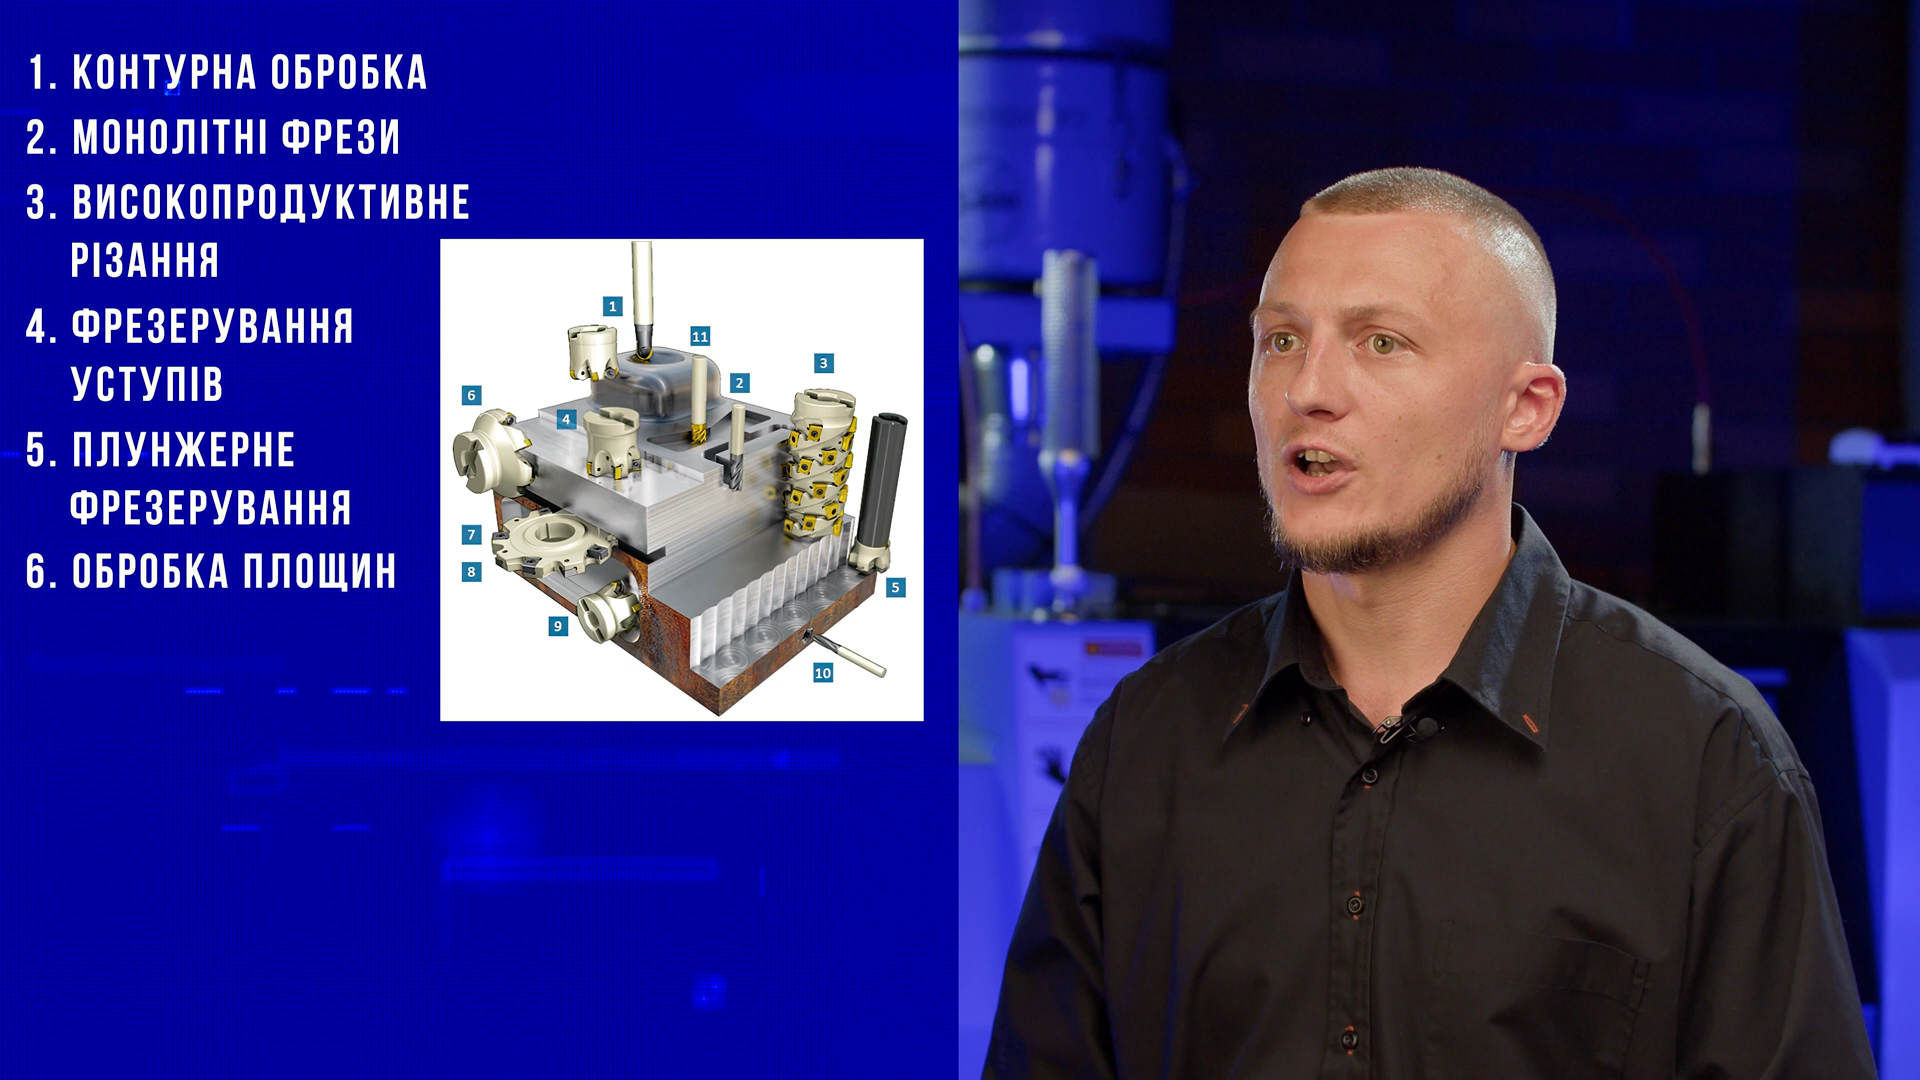 1. КОНТУРНА ОБРОБКА
2. МОНОЛІТНІ ФРЕЗИ
3. ВИСОКОПРОДУКТИВНЕ
РІЗАННЯ
4. ФРЕЗЕРУВАННЯ
УСТУПІВ
5. ПЛУНЖЕРНЕ
ФРЕЗЕРУВАННЯ
6. ОБРОБКА ПЛОЩИН
1
11
3
2
6
4
7
8
5
9
10